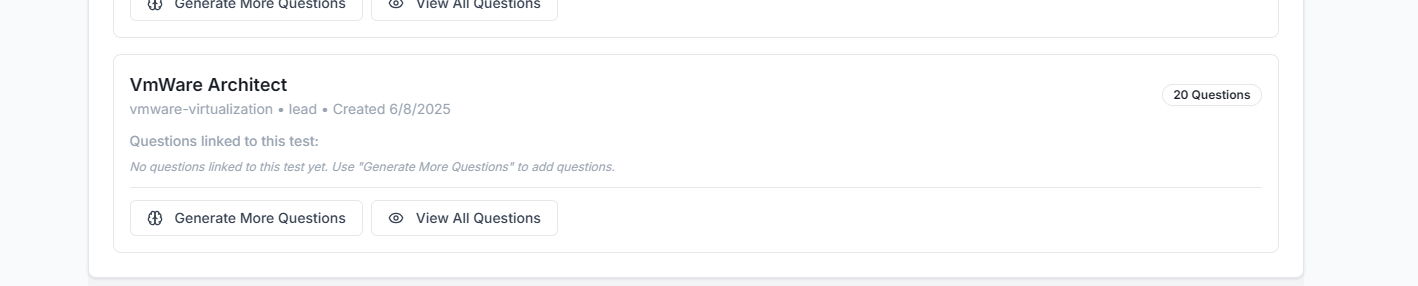 Generate More Questions View All Questions
VmWare Architect
20 Questions
vmware-virtualization • lead • Created 6/8/2025
Questions linked to this test:
No questions linked to this test yet. Use "Generate More Questions" to add questions.
Generate More Questions View All Questions